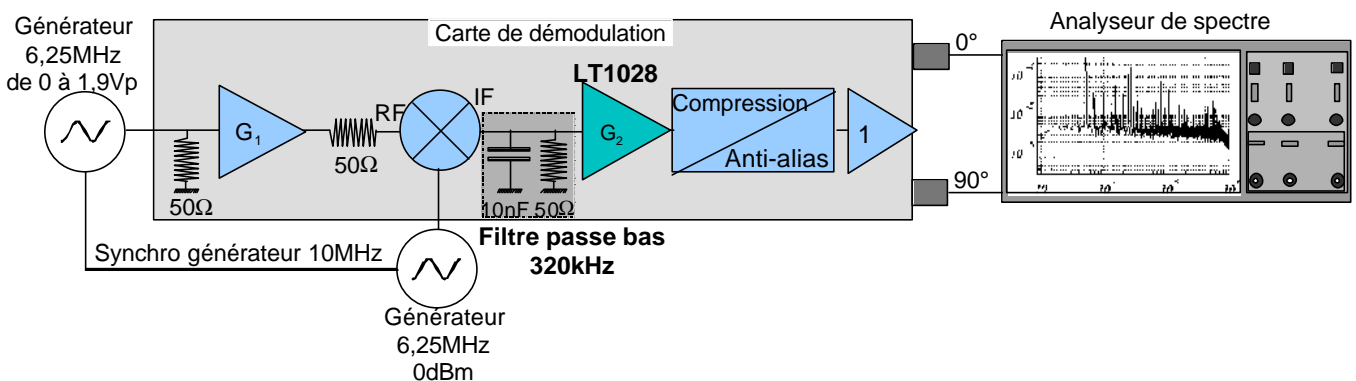 Générateur
6,25MHz
de 0 à 1,9Vp
Carte de démodulation
Analyseur de spectre
0°
LT1028
RF
IF
G1
G2
Compression
Anti-alias
1
50Ω
50Ω
10nF
50Ω
90°
Filtre passe bas
320kHz
Synchro générateur 10MHz
Générateur
6,25MHz
0dBm